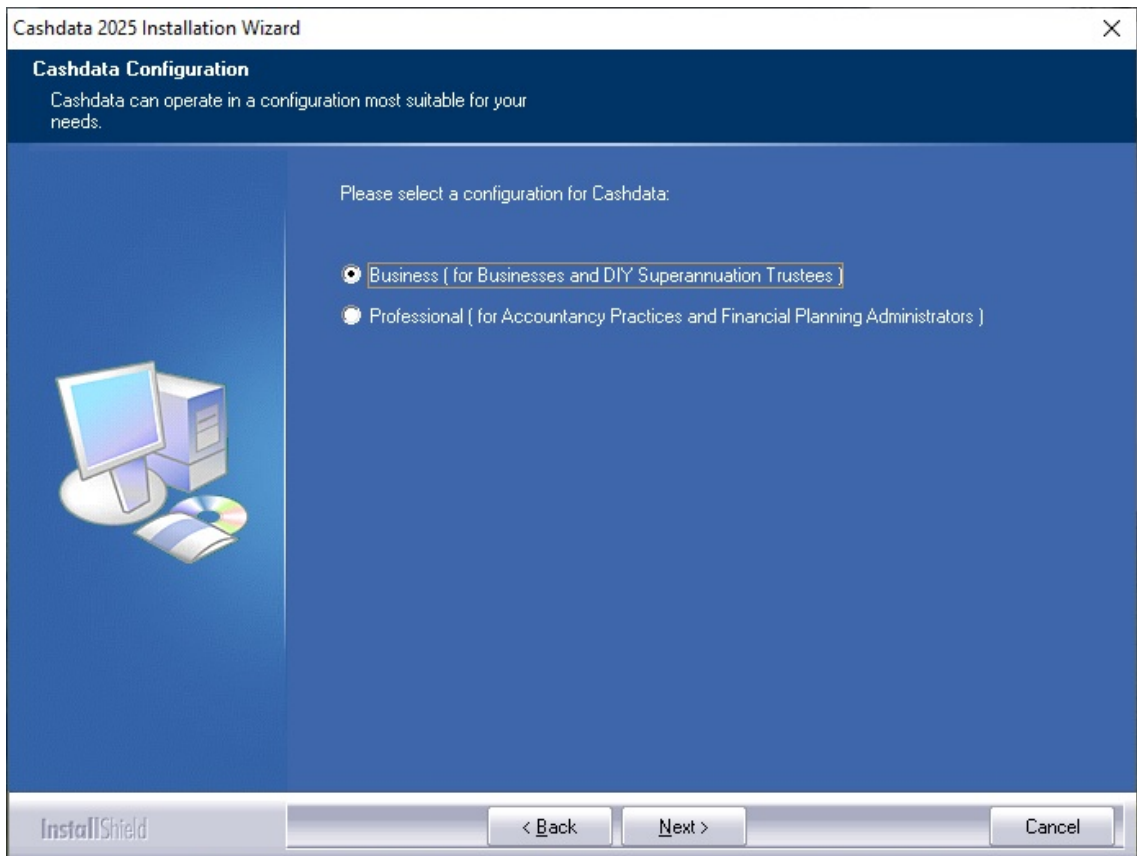 Cashdata 2025 Installation Wizard
Cashdata Configuration
Cashdata can operate in a configuration most suitable for your
needs.
Please select a configuration for Cashdata:
Business ( for Businesses and DIY Superannuation Trustees )
Professional ( for Accountancy Practices and Financial Planning Administrators )
InstallShield
< Back
Next >
Cancel